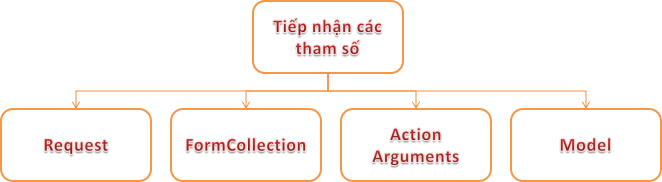 Tiếp nhận các
tham số
Request
FormCollection
Action
Arguments
Model